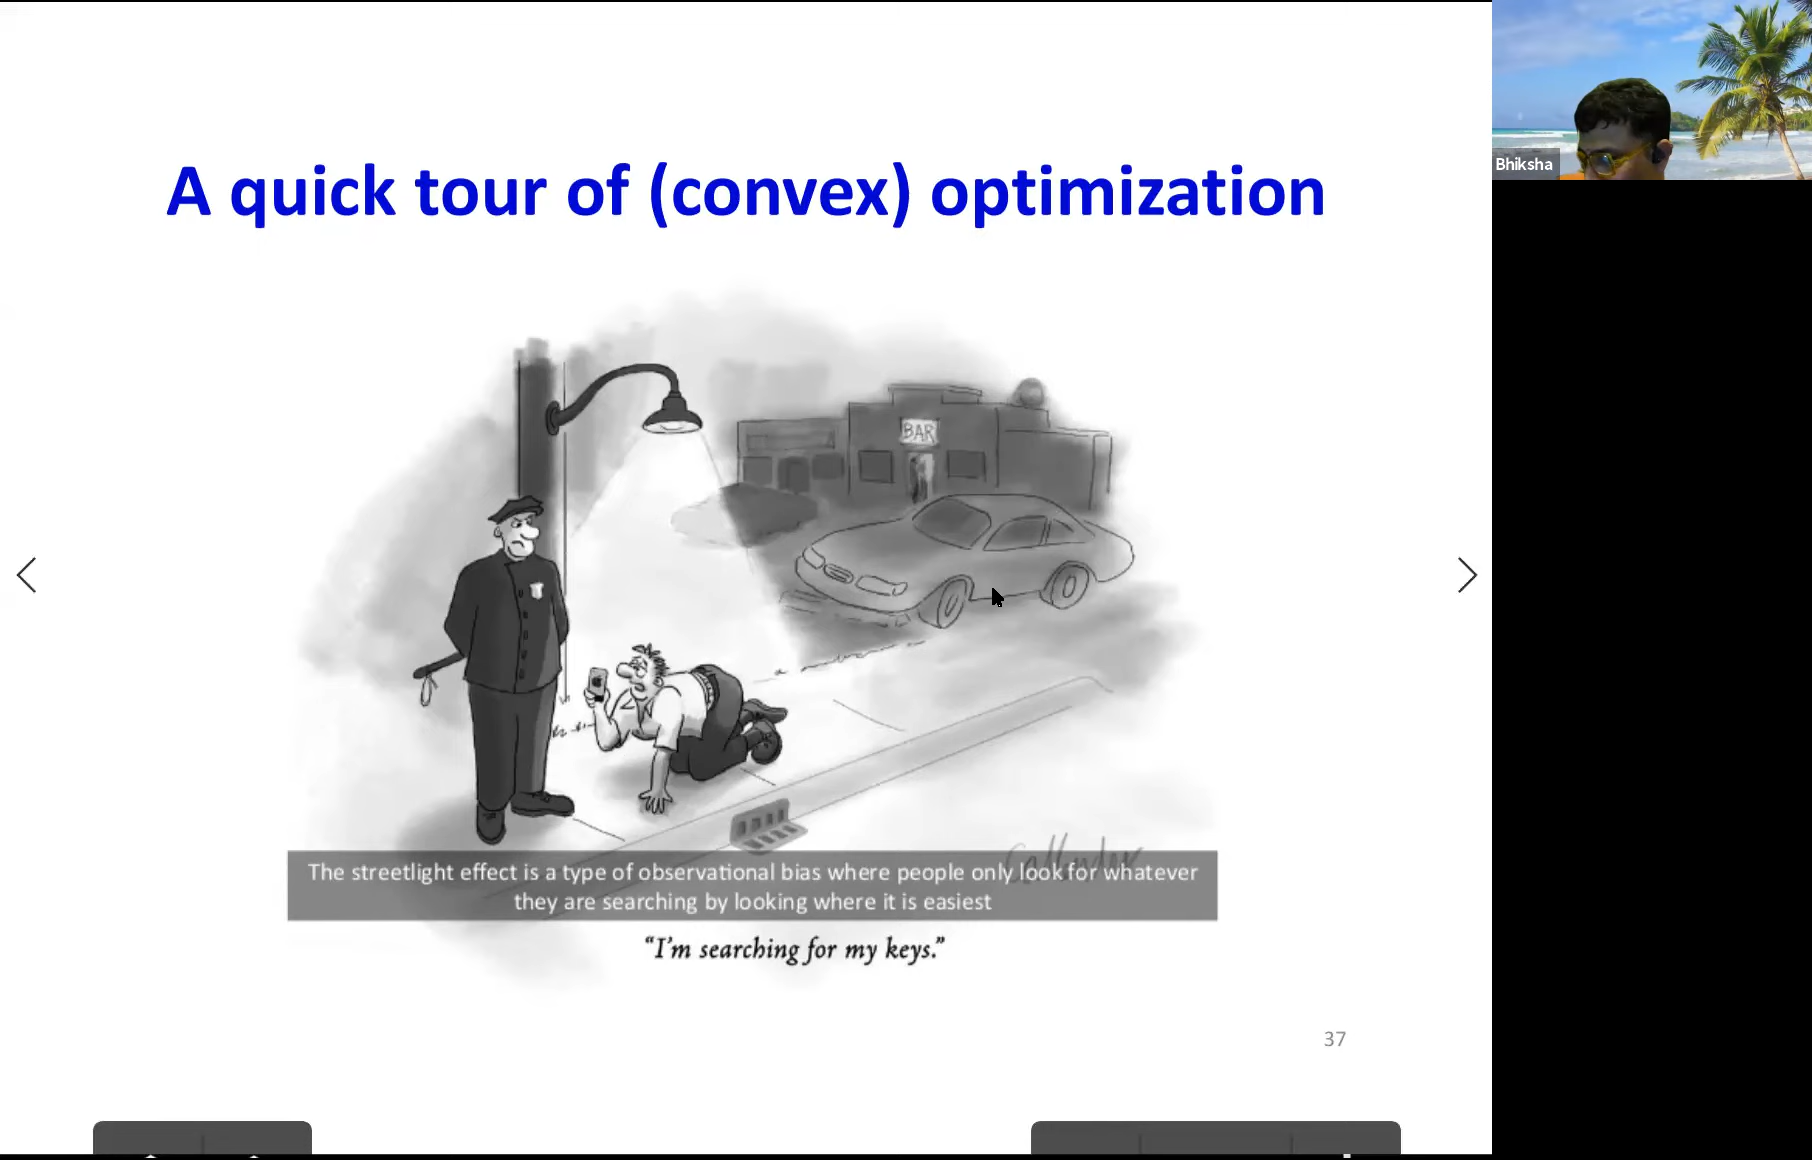 A quick tour of (convex) optimization
Bhiksha
BAR
The streetlight effect is a type of observational bias where people only look for whatever
they are searching by looking where it is easiest
“I’m searching for my keys.”
37